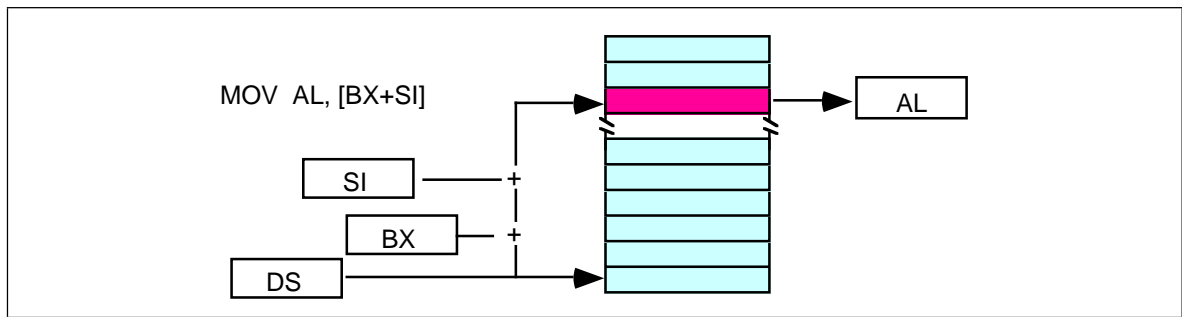 MOV AL, [BX+SI]
AL
SI
+
BX
+
DS